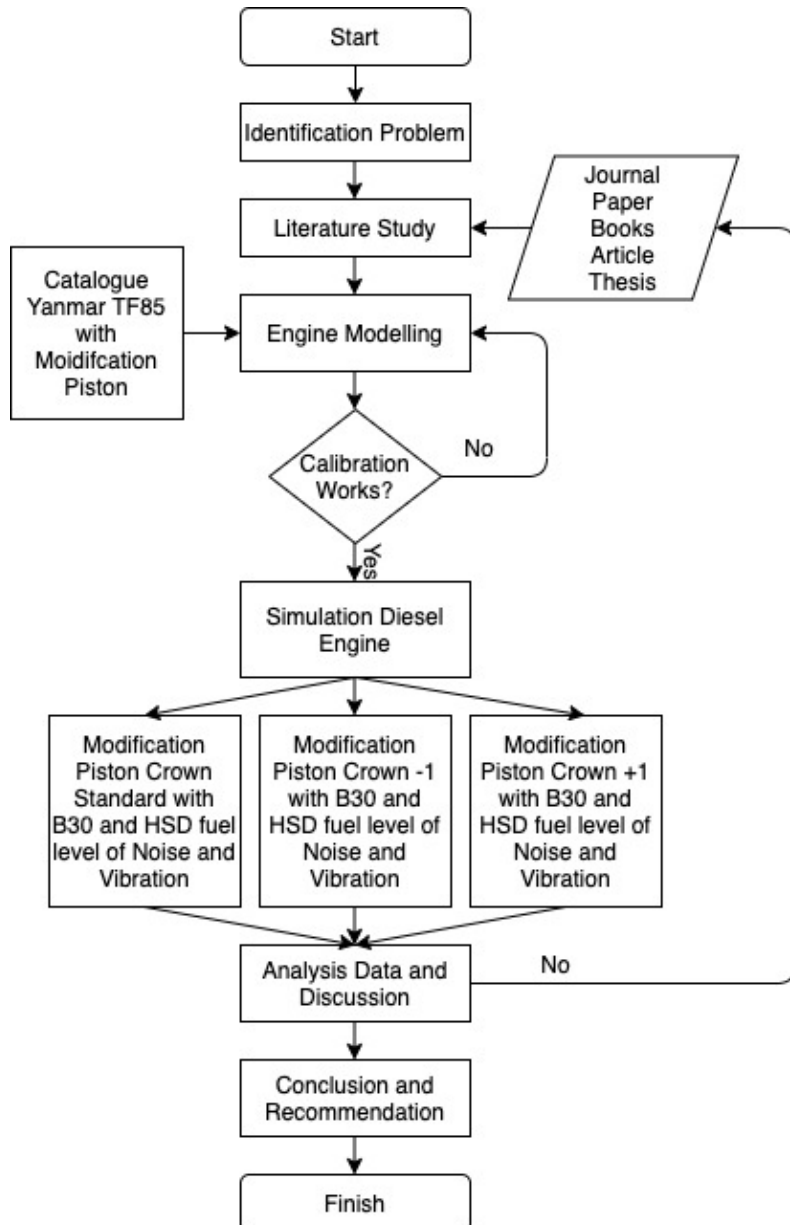 Start
Identification Problem
Journal
Paper
Books
Article
Thesis
Literature Study
Catalogue
Yanmar TF85
with
Moidifcation
Piston
Engine Modelling
No
Calibration
Works?
Yes
Simulation Diesel
Engine
Modification
Piston Crown
Standard with
B30 and HSD fuel
level of Noise and
Vibration
Modification
Piston Crown -1
with B30 and
HSD fuel level of
Noise and
Vibration
Modification
Piston Crown +1
with B30 and
HSD fuel level of
Noise and
Vibration
Analysis Data and
Discussion
No
Conclusion and
Recommendation
Finish